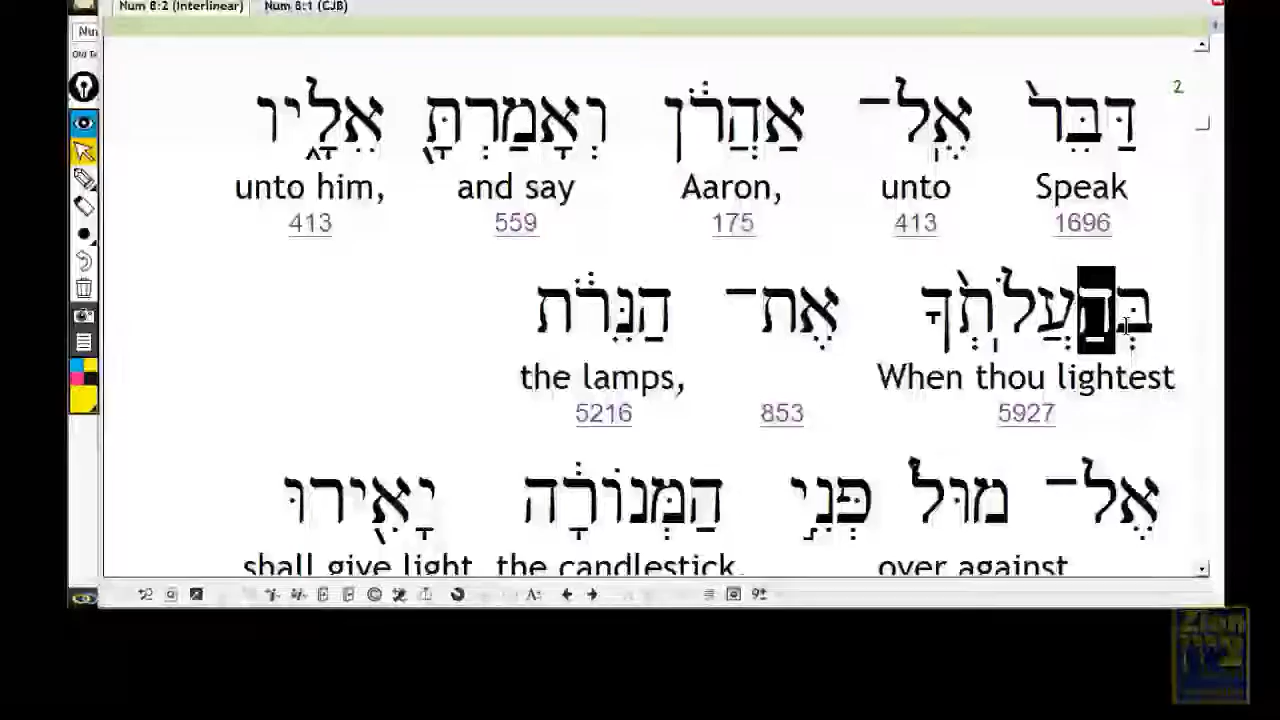 Num 8:2 (Interlinear) Num 8:1 (CJB)
2
דַּבֵּר֙ אֶֽל־ אַהֲרֹ֔ן וְאָמַרְתָּ֖ אֵלָ֑יו
unto him, and say Aaron, unto Speak
413 559 175 413 1696
בְּהַעֲלֹֽתְךָ֙ אֶת־ הַנֵּרֹ֔ת
the lamps, When thou lightest
5216 853 5927
אֶל־ מוּל֙ פְּנֵ֣י הַמְּנוֹרָ֔ה יָאִ֖ירוּ
shall give light the candlestick. over against
Zion
ציון